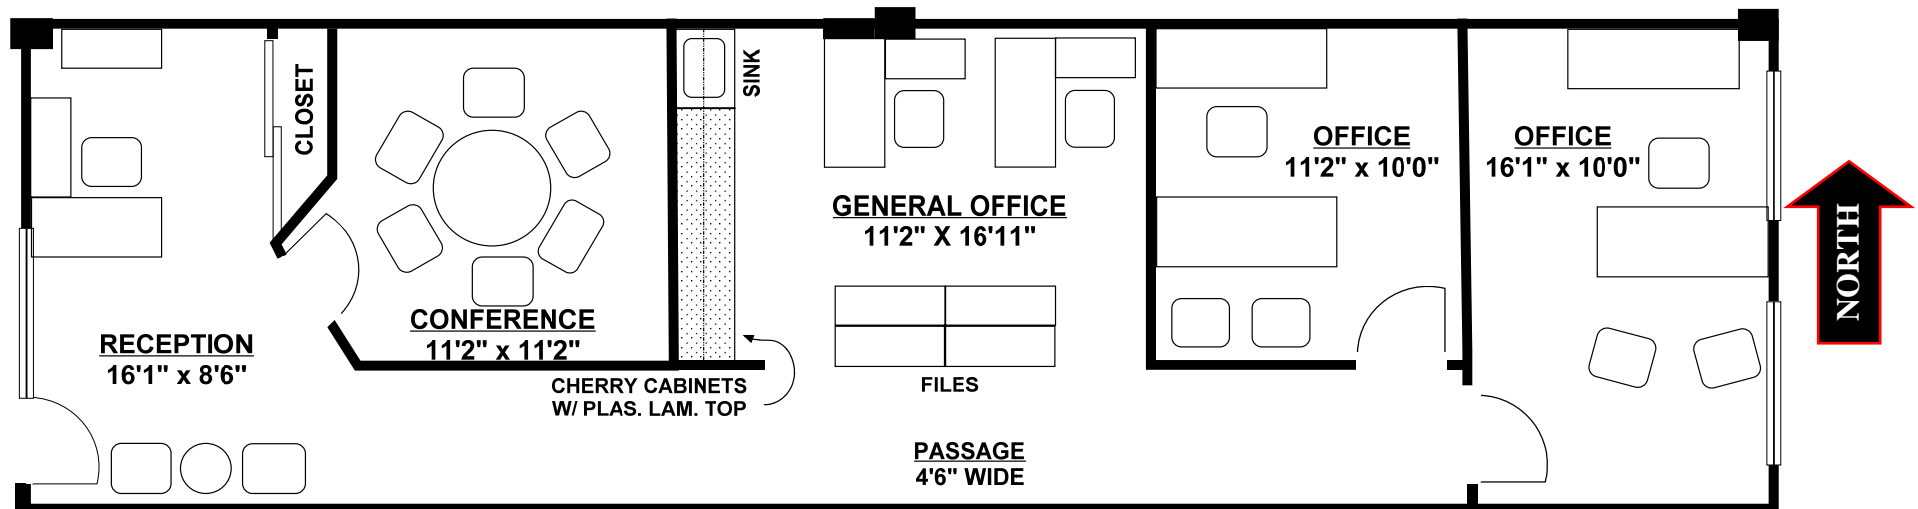 RECEPTION
16'1" x 8'6"
CLOSET
CONFERENCE
11'2" x 11'2"
SINK
CHERRY CABINETS
W/ PLAS. LAM. TOP
GENERAL OFFICE
11'2" X 16'11"
FILES
PASSAGE
4'6" WIDE
OFFICE
11'2" x 10'0"
OFFICE
16'1" x 10'0"
NORTH